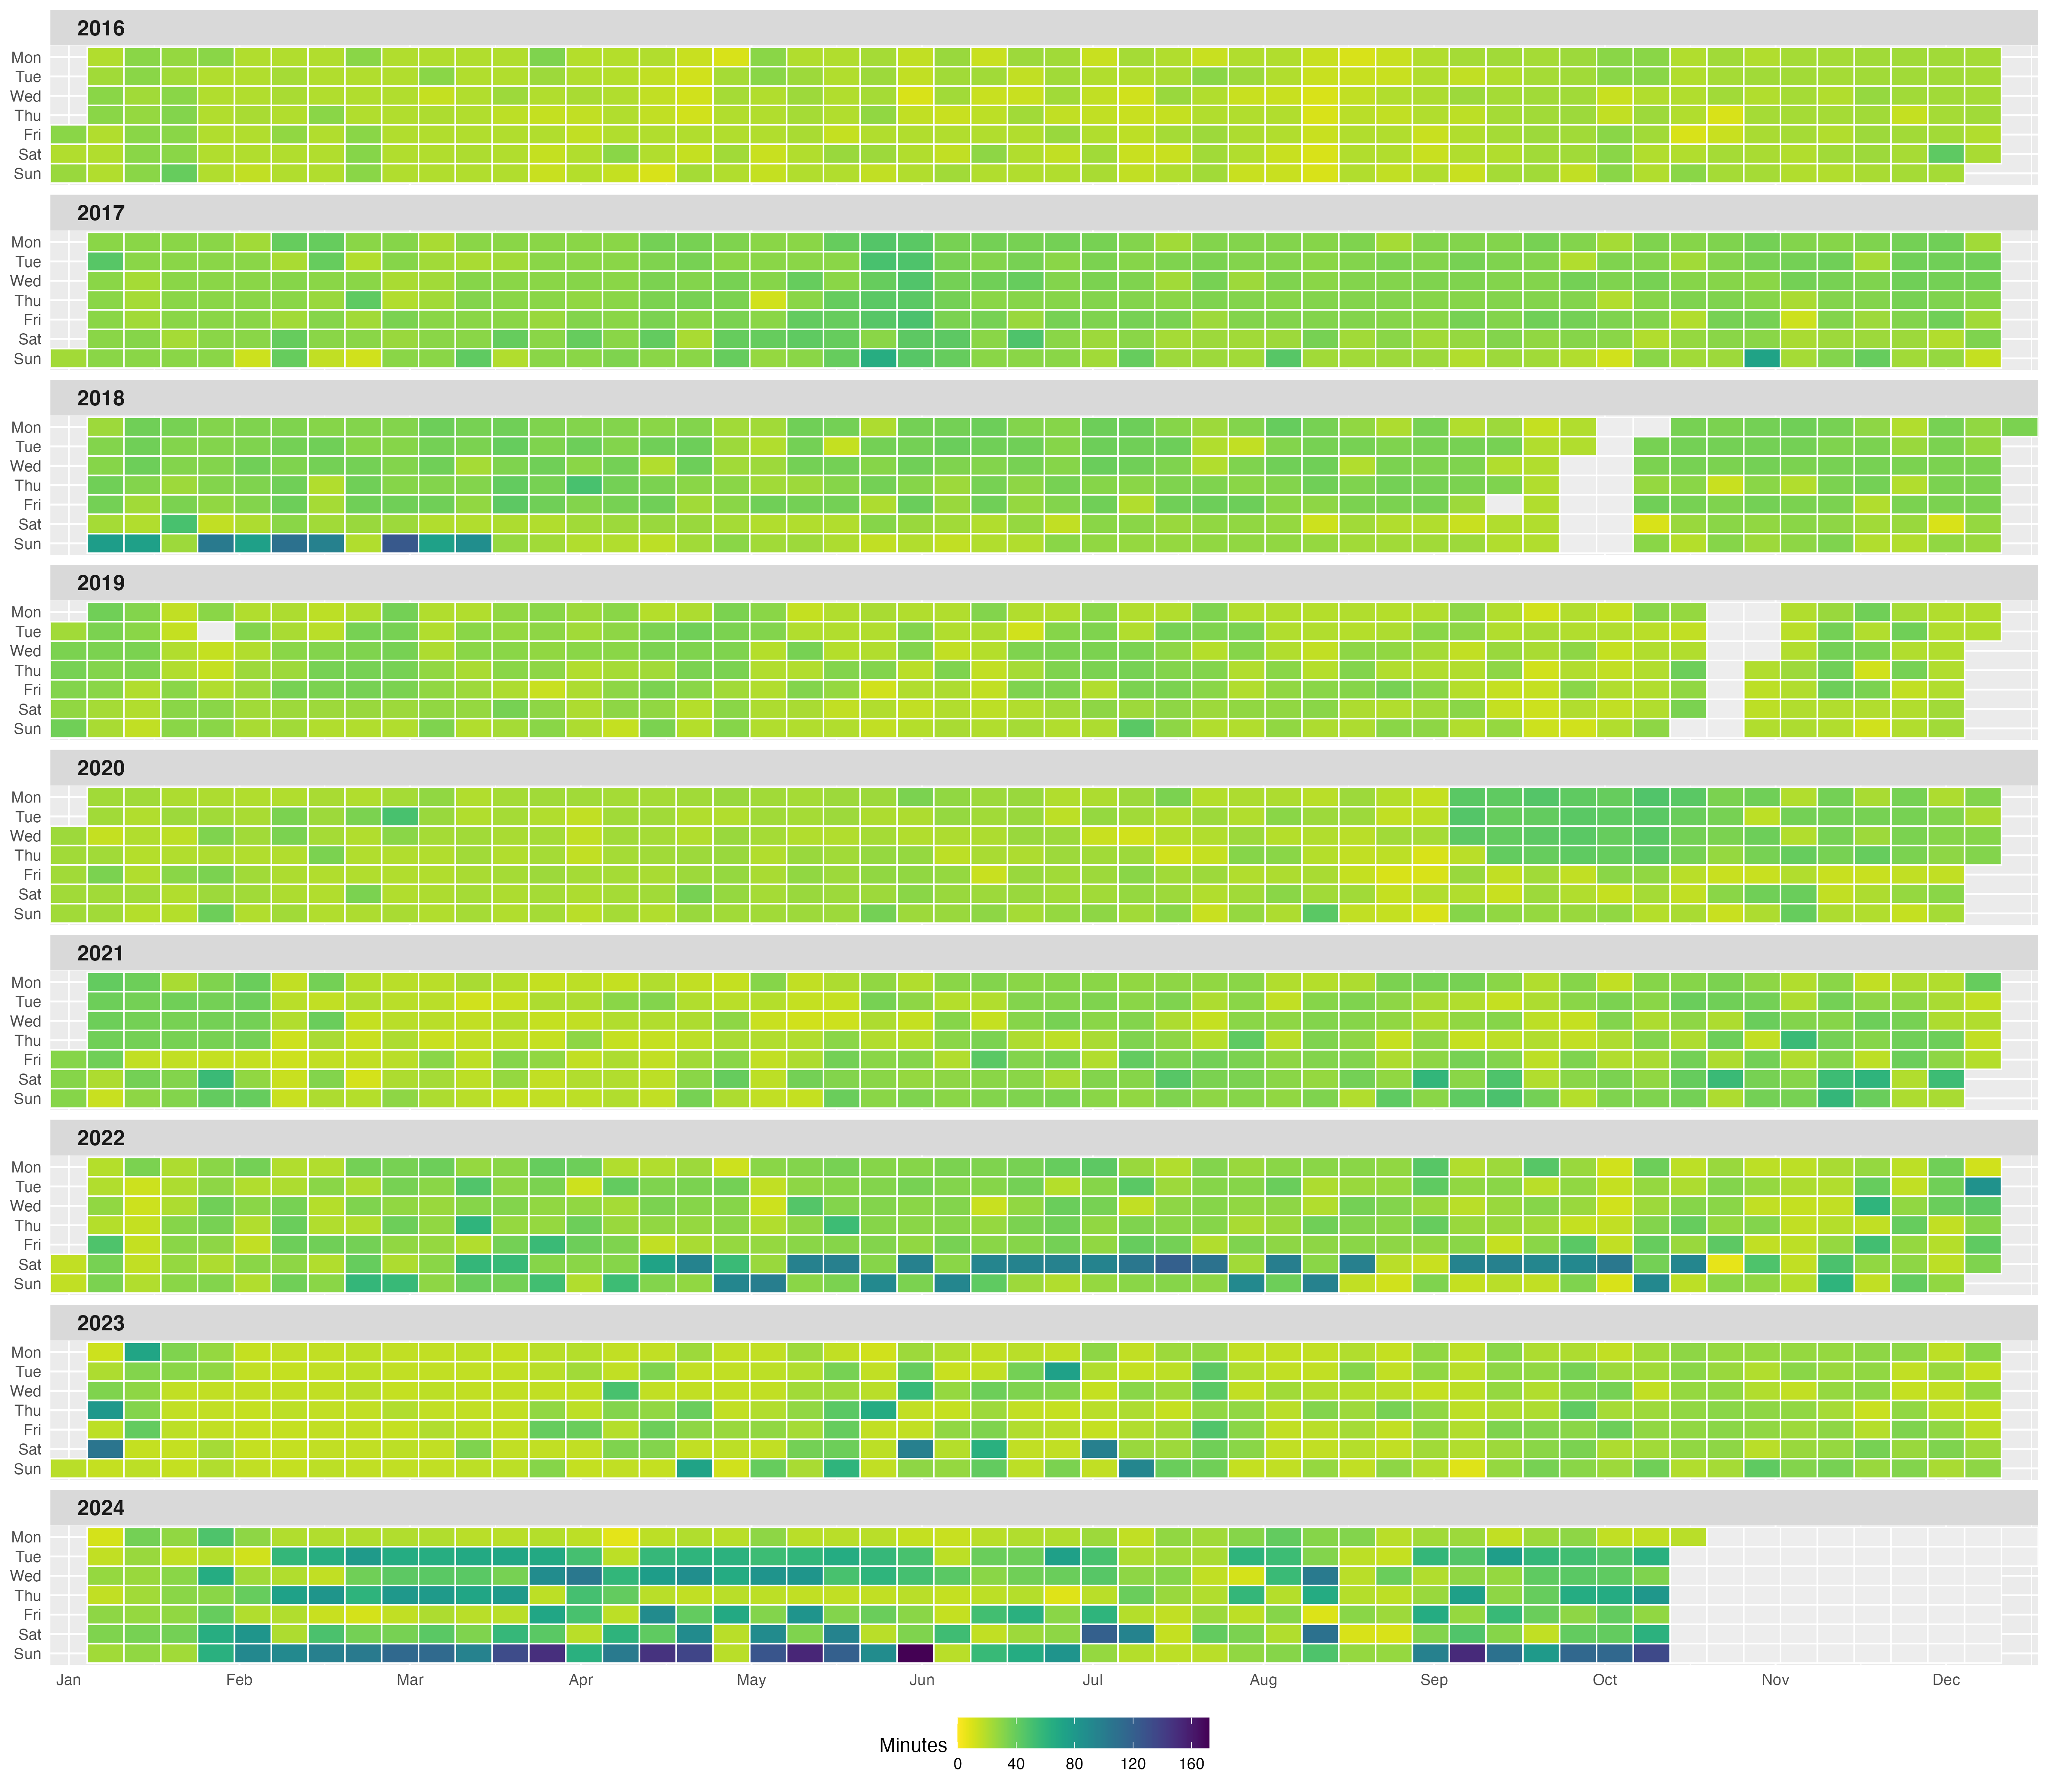 2016
Mon
Tue
Wed
Thu
Fri
Sat
Sun
2017
Mon
Tue
Wed
Thu
Fri
Sat
Sun
2018
Mon
Tue
Wed
Thu
Fri
Sat
Sun
2019
Mon
Tue
Wed
Thu
Fri
Sat
Sun
2020
Mon
Tue
Wed
Thu
Fri
Sat
Sun
2021
Mon
Tue
Wed
Thu
Fri
Sat
Sun
2022
Mon
Tue
Wed
Thu
Fri
Sat
Sun
2023
Mon
Tue
Wed
Thu
Fri
Sat
Sun
2024
Mon
Tue
Wed
Thu
Fri
Sat
Sun
Jan Feb Mar Apr May Jun Jul Aug Sep Oct Nov Dec
Minutes
0 40 80 120 160